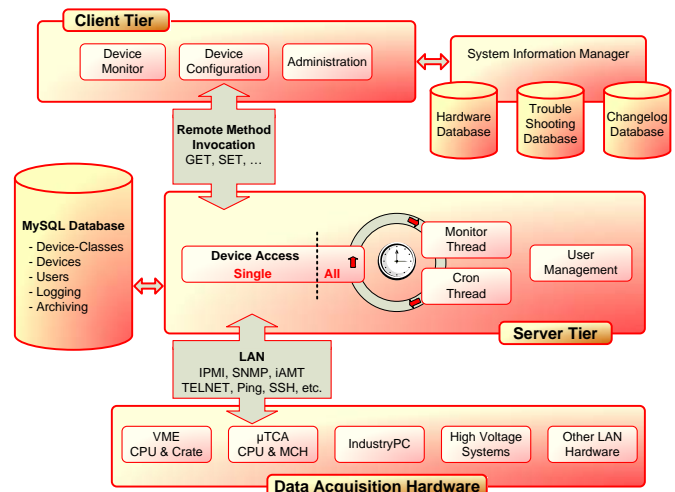 Client Tier
Device
Monitor
Device
Configuration
Administration
System Information Manager
Hardware
Database
Trouble
Shooting
Database
Changelog
Database
Remote Method
Invocation
GET, SET, ...
MySQL Database
- Device-Classes
- Devices
- Users
- Logging
- Archiving
Device Access
Single
All
Monitor
Thread
Cron
Thread
User
Management
Server Tier
LAN
IPMI, SNMP, iAMT
TELNET, Ping, SSH, etc.
VME
CPU & Crate
µTCA
CPU & MCH
IndustryPC
High Voltage
Systems
Other LAN
Hardware
Data Acquisition Hardware